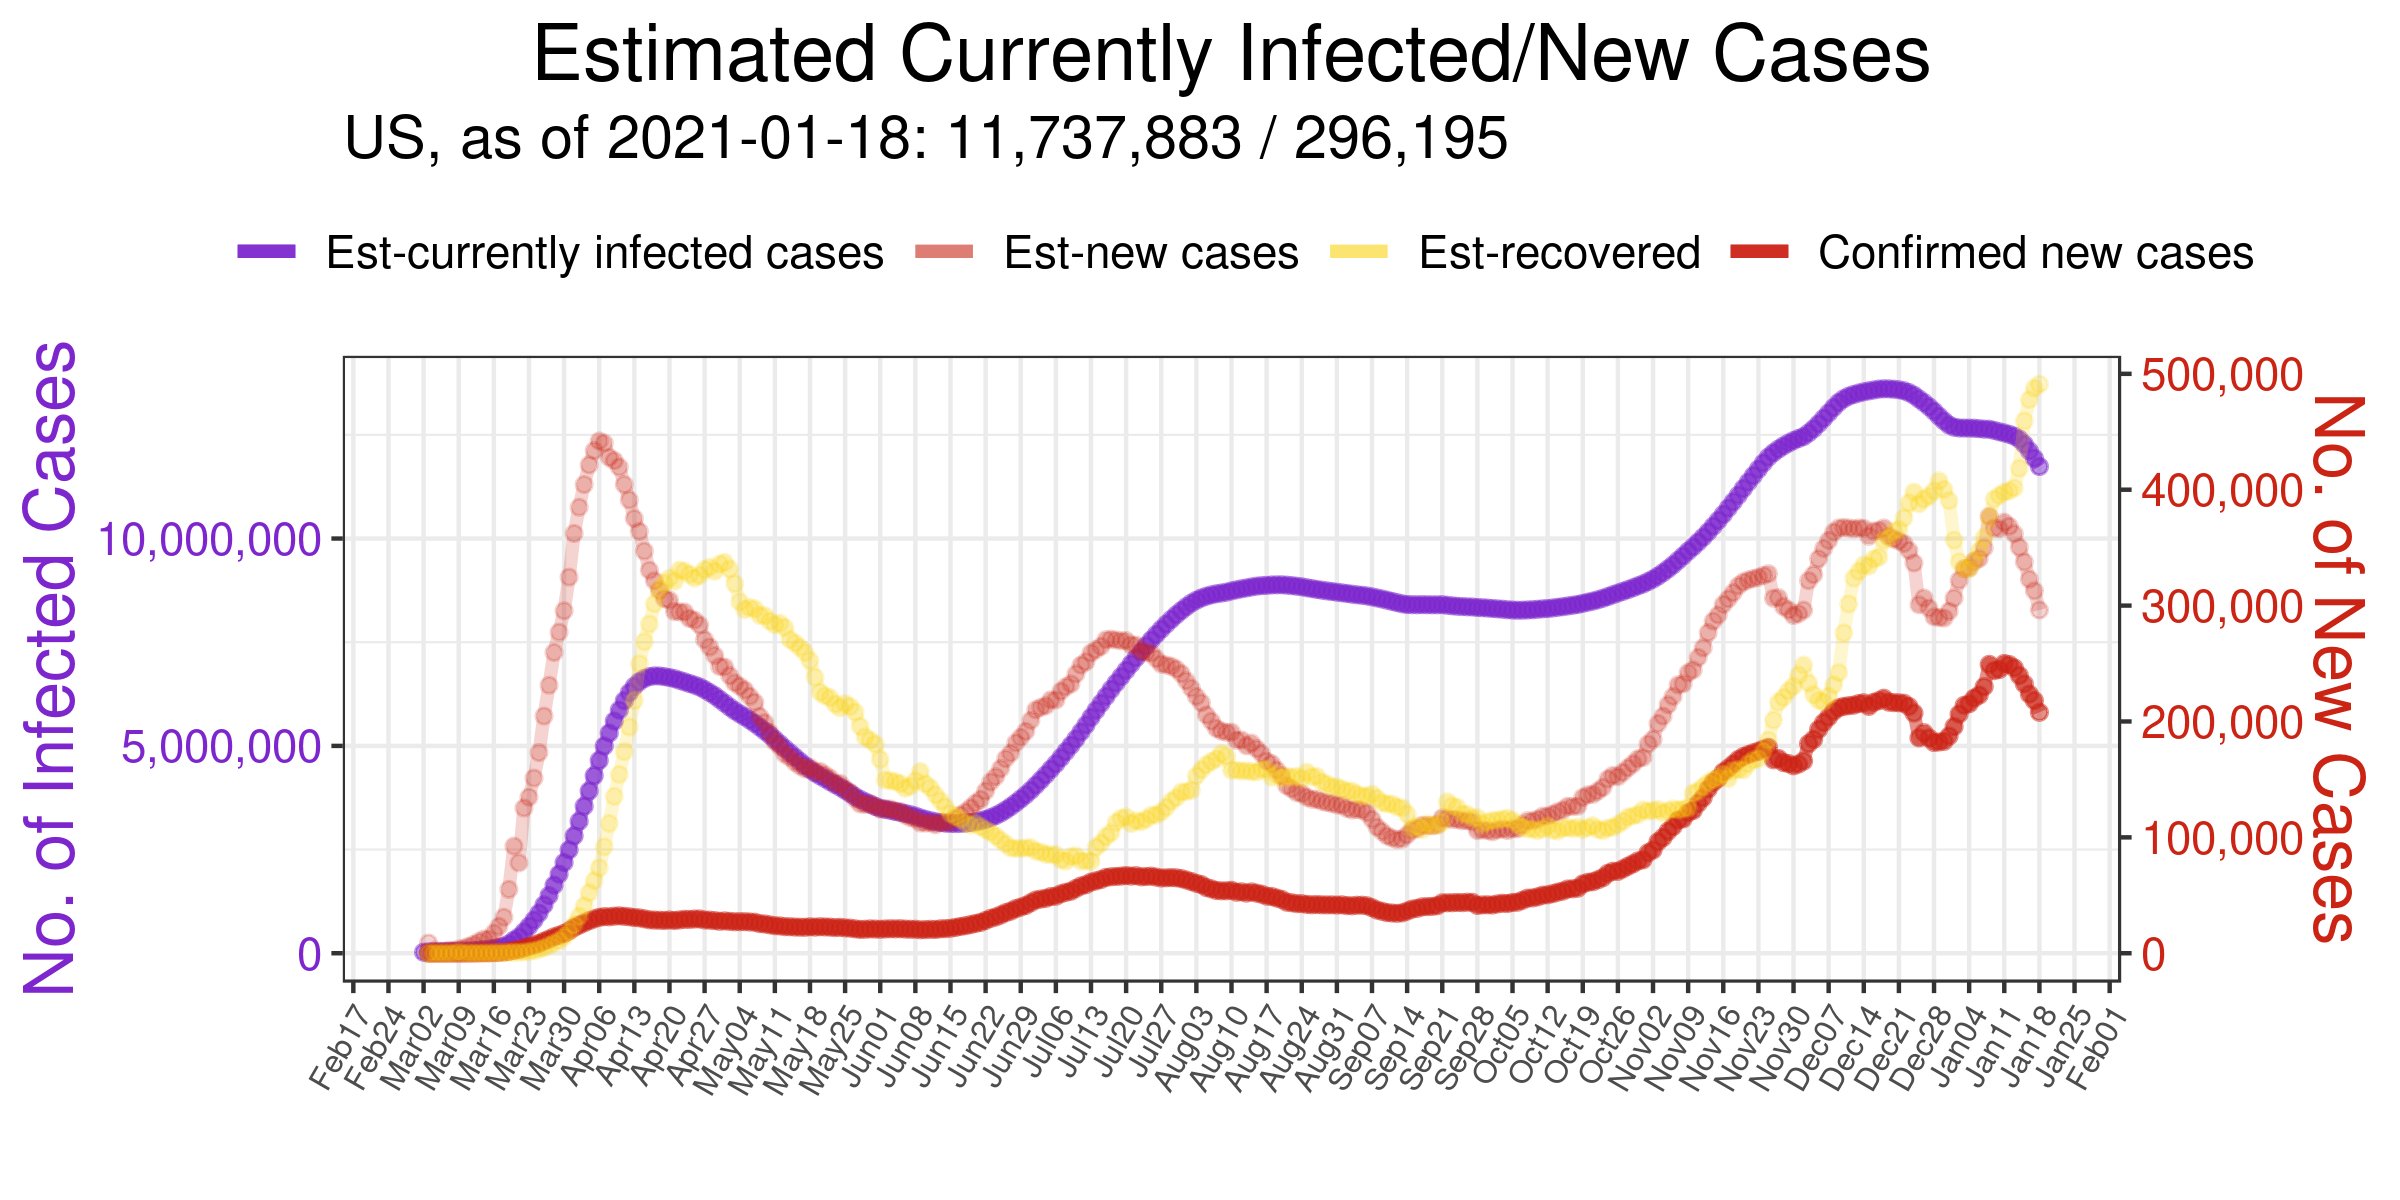 Estimated Currently Infected/New Cases
US, as of 2021-01-18: 11,737,883 / 296,195
Est-currently infected cases Est-new cases Est-recovered Confirmed new cases
No. of Infected Cases
10,000,000
5,000,000
0
500,000
400,000
300,000
200,000
100,000
0
No. of New Cases
Feb17 Feb24 Mar02 Mar09 Mar16 Mar23 Mar30 Apr06 Apr13 Apr20 Apr27 May04 May11 May18 May25 Jun01 Jun08 Jun15 Jun22 Jun29 Jul06 Jul13 Jul20 Jul27 Aug03 Aug10 Aug17 Aug24 Aug31 Sep07 Sep14 Sep21 Sep28 Oct05 Oct12 Oct19 Oct26 Nov02 Nov09 Nov16 Nov23 Nov30 Dec07 Dec14 Dec21 Dec28 Jan04 Jan11 Jan18 Jan25 Feb01